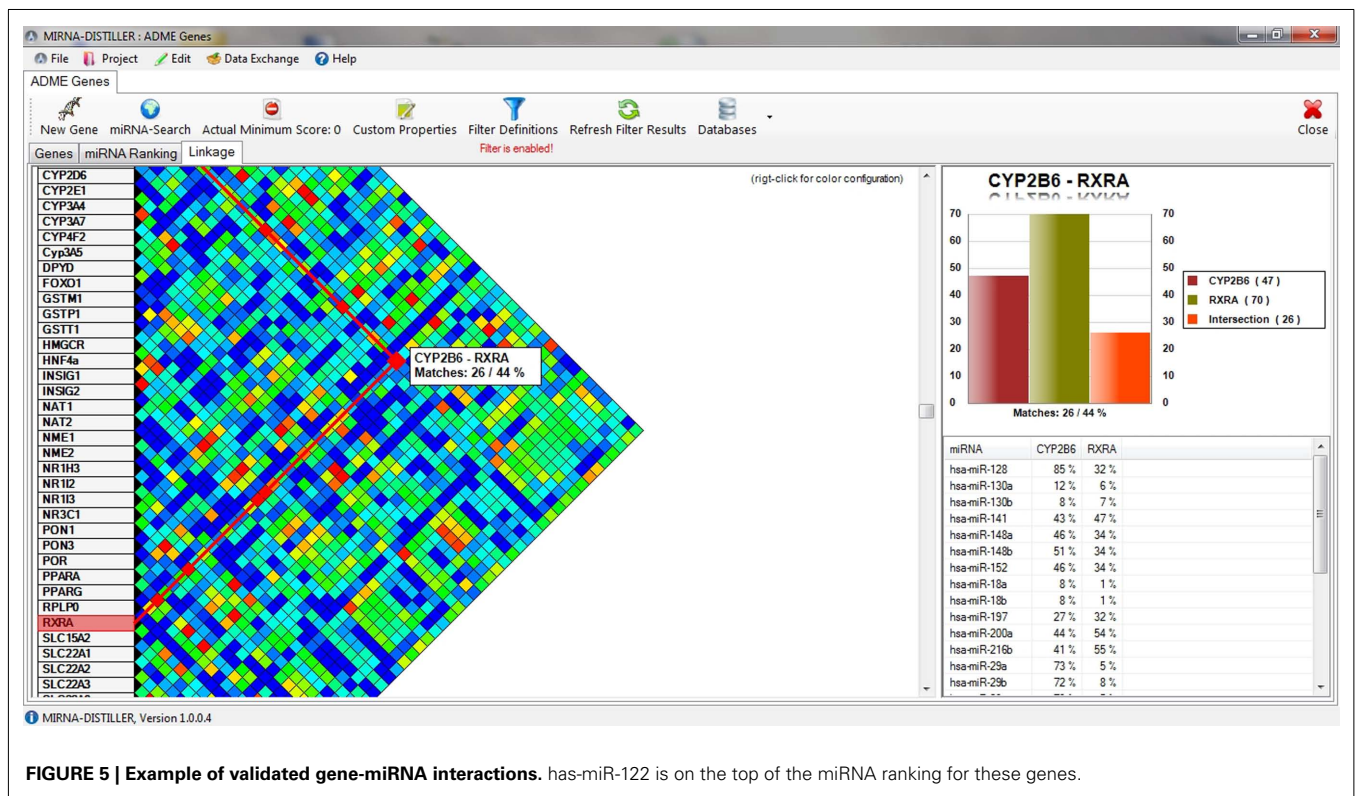 MIRNA-DISTILLER : ADME Genes
File Project Edit Data Exchange Help
ADME Genes
New Gene miRNA-Search Actual Minimum Score: 0 Custom Properties Filter Definitions Refresh Filter Results Databases Close
Filter is enabled!
Genes miRNA Ranking Linkage
CYP2D6
CYP2E1
CYP3A4
CYP3A7
CYP4F2
Cyp3A5
DPYD
FOXO1
GSTM1
GSTP1
GSTT1
HMGCR
HNF4a
INSIG1
INSIG2
NAT1
NAT2
NME1
NME2
NR1H3
NR1I2
NR1I3
NR3C1
PON1
PON3
POR
PPARA
PPARG
RPLP0
RXRA
SLC15A2
SLC22A1
SLC22A2
SLC22A3
(rigt-click for color configuration)
CYP2B6 - RXRA
Matches: 26 / 44 %
CYP2B6 - RXRA
70 70
60 60
50 50
40 40
30 30
20 20
10 10
0 0
Matches: 26 / 44 %
CYP2B6 ( 47 )
RXRA ( 70 )
Intersection ( 26 )
miRNA CYP2B6 RXRA
hsa-miR-128 85 % 32 %
hsa-miR-130a 12 % 6 %
hsa-miR-130b 8 % 7 %
hsa-miR-141 43 % 47 %
hsa-miR-148a 46 % 34 %
hsa-miR-148b 51 % 34 %
hsa-miR-152 46 % 34 %
hsa-miR-18a 8 % 1 %
hsa-miR-18b 8 % 1 %
hsa-miR-197 27 % 32 %
hsa-miR-200a 44 % 54 %
hsa-miR-216b 41 % 55 %
hsa-miR-29a 73 % 5 %
hsa-miR-29b 72 % 8 %
MIRNA-DISTILLER, Version 1.0.0.4
FIGURE 5 | Example of validated gene-miRNA interactions. has-miR-122 is on the top of the miRNA ranking for these genes.